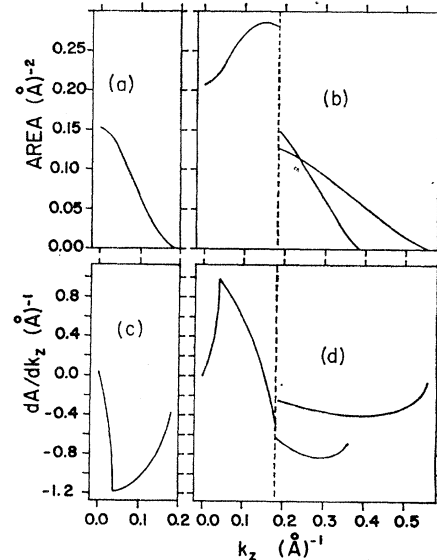 AREA (Å)⁻²
0.25
0.20
0.15
0.10
0.05
0.00
(a)
(b)
dA/dk_z (Å)⁻¹
0.8
0.4
0.0
-0.4
-0.8
-1.2
(c)
(d)
0.0 0.1 0.2
0.0 0.1 0.2 0.3 0.4 0.5
k_z (Å)⁻¹